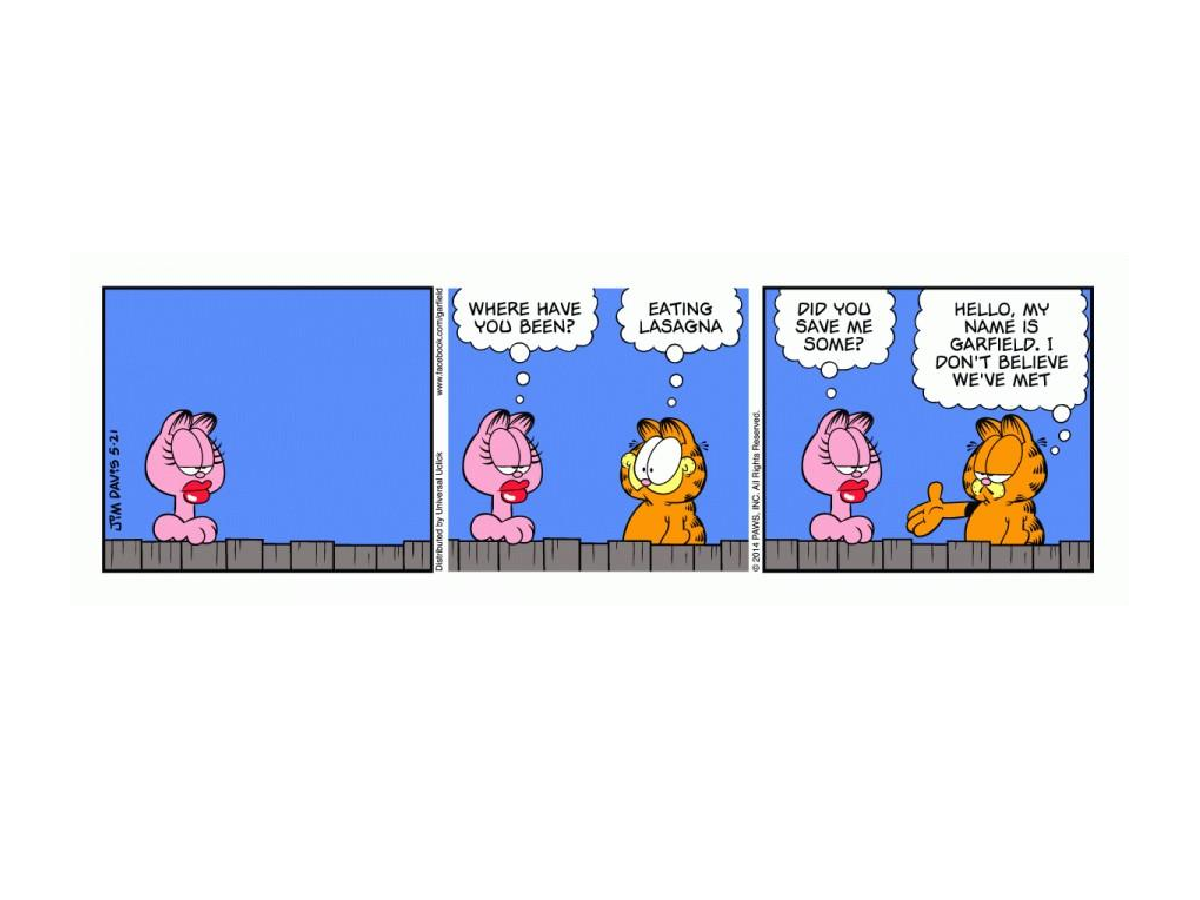 JIM DAVIS 5-21
www.facebook.com/garfield
Distributed by Universal Uclick
WHERE HAVE
YOU BEEN?
EATING
LASAGNA
© 2014 PAWS, INC. All Rights Reserved.
DID YOU
SAVE ME
SOME?
HELLO, MY
NAME IS
GARFIELD. I
DON'T BELIEVE
WE'VE MET